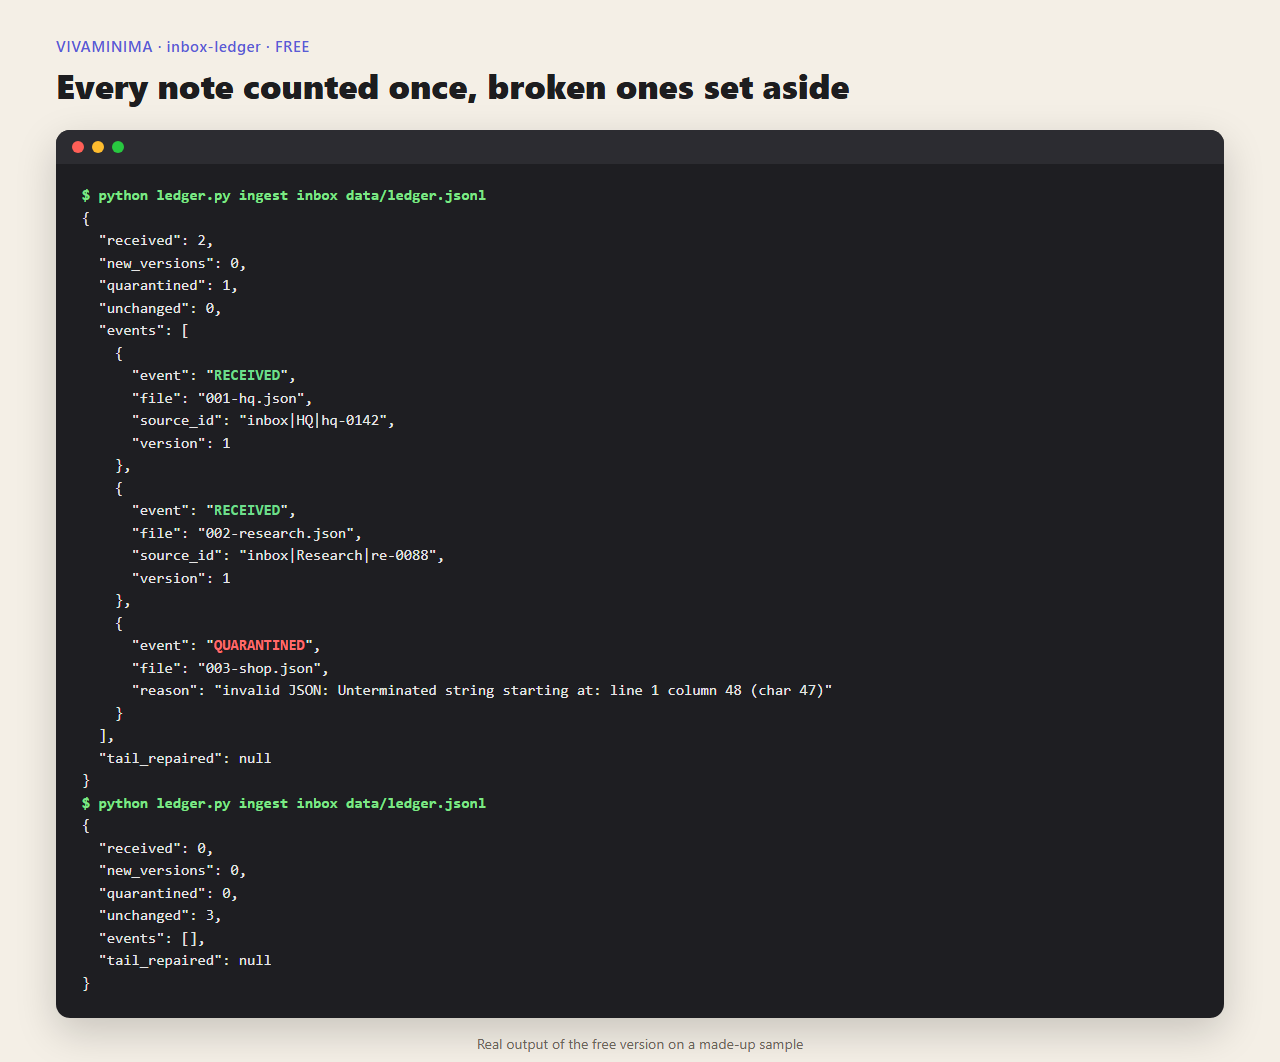 VIVAMINIMA · inbox-ledger · FREE
Every note counted once, broken ones set aside
$ python ledger.py ingest inbox data/ledger.jsonl
{
  "received": 2,
  "new_versions": 0,
  "quarantined": 1,
  "unchanged": 0,
  "events": [
    {
      "event": "RECEIVED",
      "file": "001-hq.json",
      "source_id": "inbox|HQ|hq-0142",
      "version": 1
    },
    {
      "event": "RECEIVED",
      "file": "002-research.json",
      "source_id": "inbox|Research|re-0088",
      "version": 1
    },
    {
      "event": "QUARANTINED",
      "file": "003-shop.json",
      "reason": "invalid JSON: Unterminated string starting at: line 1 column 48 (char 47)"
    }
  ],
  "tail_repaired": null
}
$ python ledger.py ingest inbox data/ledger.jsonl
{
  "received": 0,
  "new_versions": 0,
  "quarantined": 0,
  "unchanged": 3,
  "events": [],
  "tail_repaired": null
}
Real output of the free version on a made-up sample